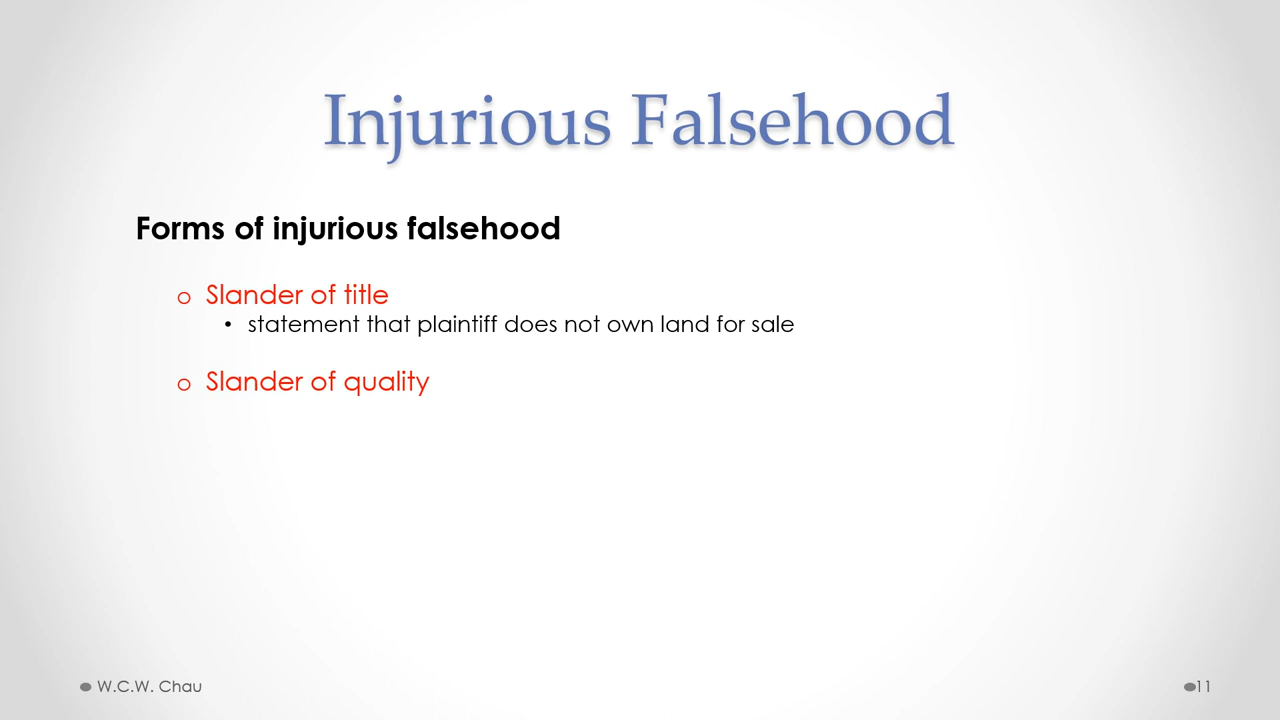 Injurious Falsehood
Forms of injurious falsehood
o Slander of title
• statement that plaintiff does not own land for sale
o Slander of quality
W.C.W. Chau
11